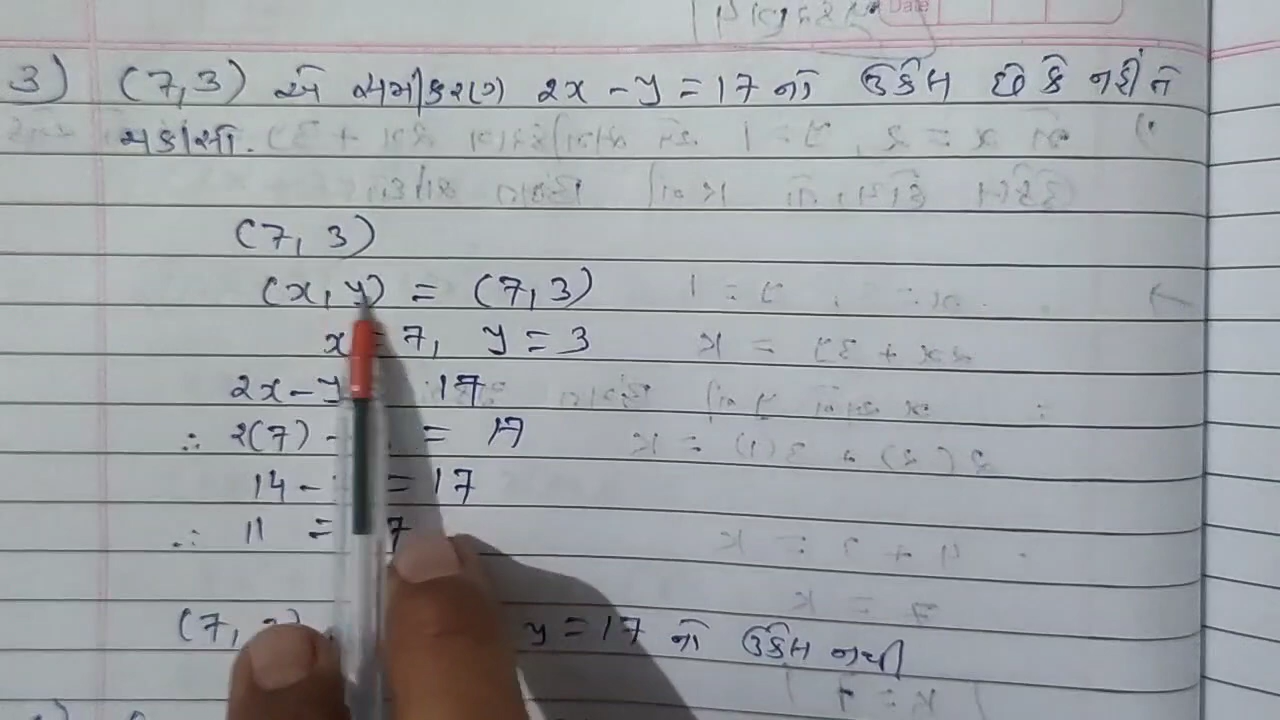 Date
3) (7,3) એ સમીકરણ 2x - y = 17 નો ઉકેલ છે કે નહીં તે
ચકાસો.
(7, 3)
(x, y) = (7, 3)
x = 7, y = 3
2x - y 17
∴ 2(7) - = 17
14 - = 17
∴ 11 = 7
(7, y = 17 નો ઉકેલ નથી